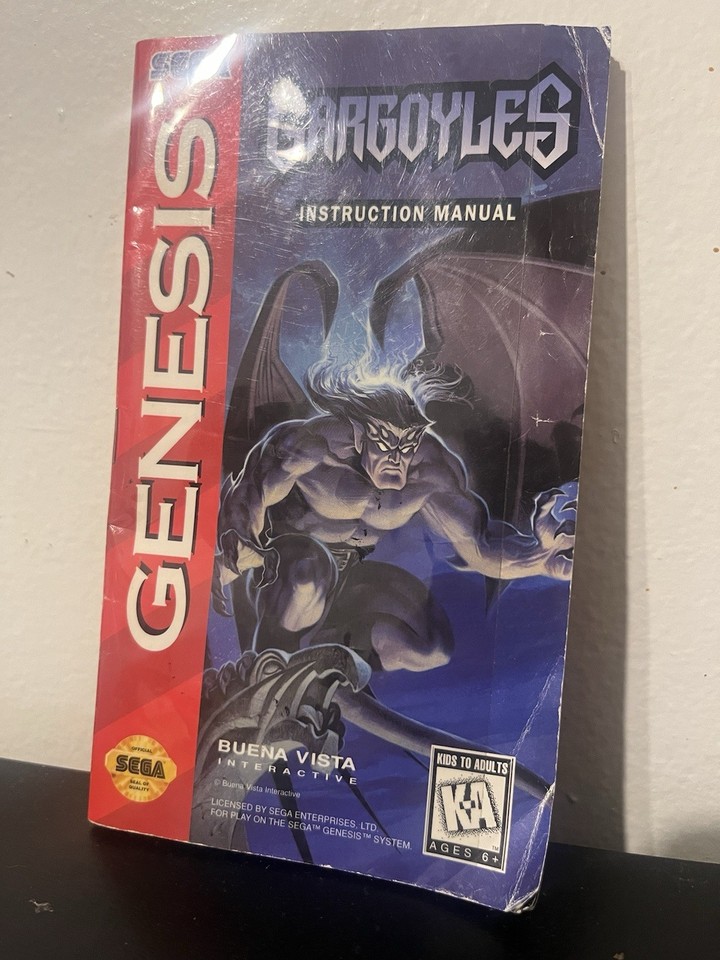 SEGA
GENESIS
GARGOYLES
INSTRUCTION MANUAL
BUENA VISTA
INTERACTIVE
© Buena Vista Interactive
LICENSED BY SEGA ENTERPRISES, LTD.
FOR PLAY ON THE SEGA™ GENESIS™ SYSTEM.
OFFICIAL
SEGA
SEAL OF
QUALITY
KIDS TO ADULTS
K-A
TM
AGES 6+